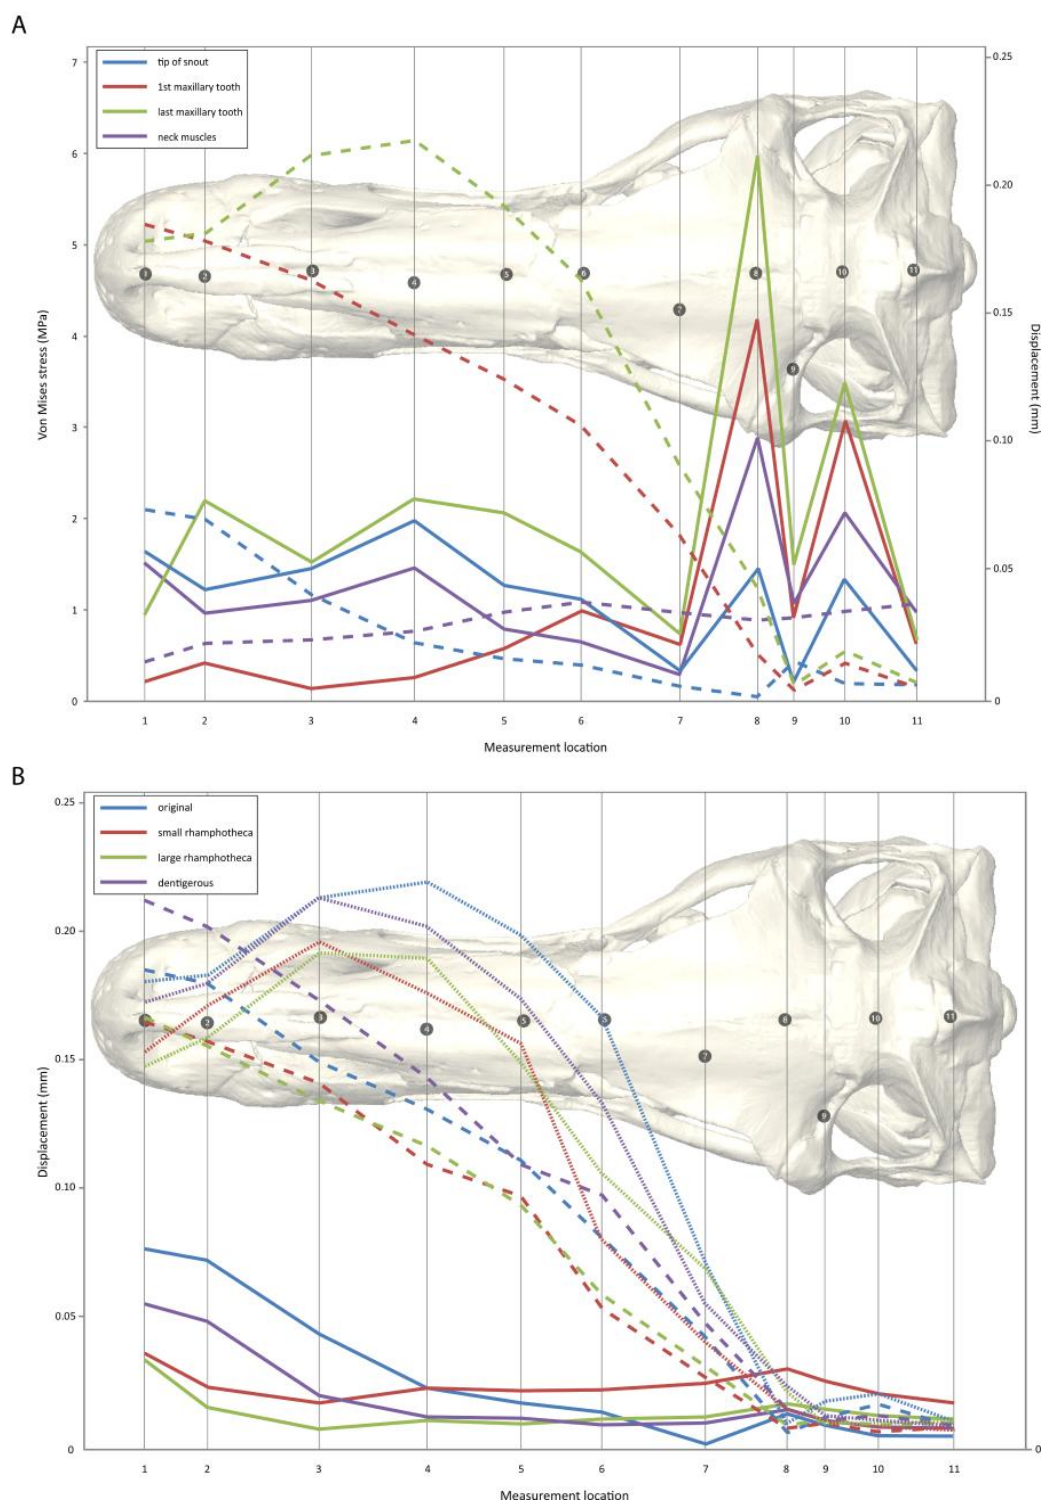 A
tip of snout
1st maxillary tooth
last maxillary tooth
neck muscles
7
6
5
4
3
2
1
0
Von Mises stress (MPa)
0.25
0.20
0.15
0.10
0.05
0
Displacement (mm)
1 2 3 4 5 6 7 8 9 10 11
1 2 3 4 5 6 7 8 9 10 11
Measurement location
B
original
small rhamphotheca
large rhamphotheca
dentigerous
0.25
0.20
0.15
0.10
0.05
0
Displacement (mm)
0
2 3 4 5 7 8 9 10 11
1 2 3 4 5 6 7 8 9 10 11
Measurement location